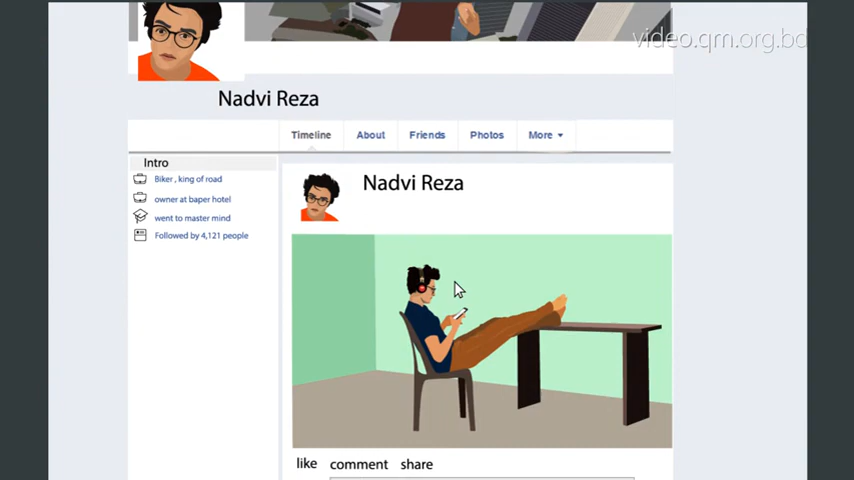 video.qm.org.bd
Nadvi Reza
Timeline
About
Friends
Photos
More
Intro
Biker , king of road
owner at baper hotel
went to master mind
Followed by 4,121 people
Nadvi Reza
like comment share